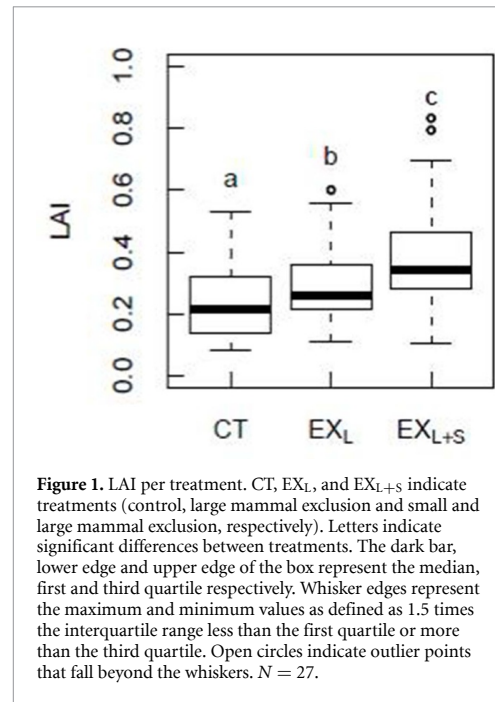 1.0
0.8
0.6
0.4
0.2
0.0
LAI
a
b
c
CT EX_L EX_{L+S}
Figure 1. LAI per treatment. CT, EX_L, and EX_{L+S} indicate
treatments (control, large mammal exclusion and small and
large mammal exclusion, respectively). Letters indicate
significant differences between treatments. The dark bar,
lower edge and upper edge of the box represent the median,
first and third quartile respectively. Whisker edges represent
the maximum and minimum values as defined as 1.5 times
the interquartile range less than the first quartile or more
than the third quartile. Open circles indicate outlier points
that fall beyond the whiskers. N = 27.